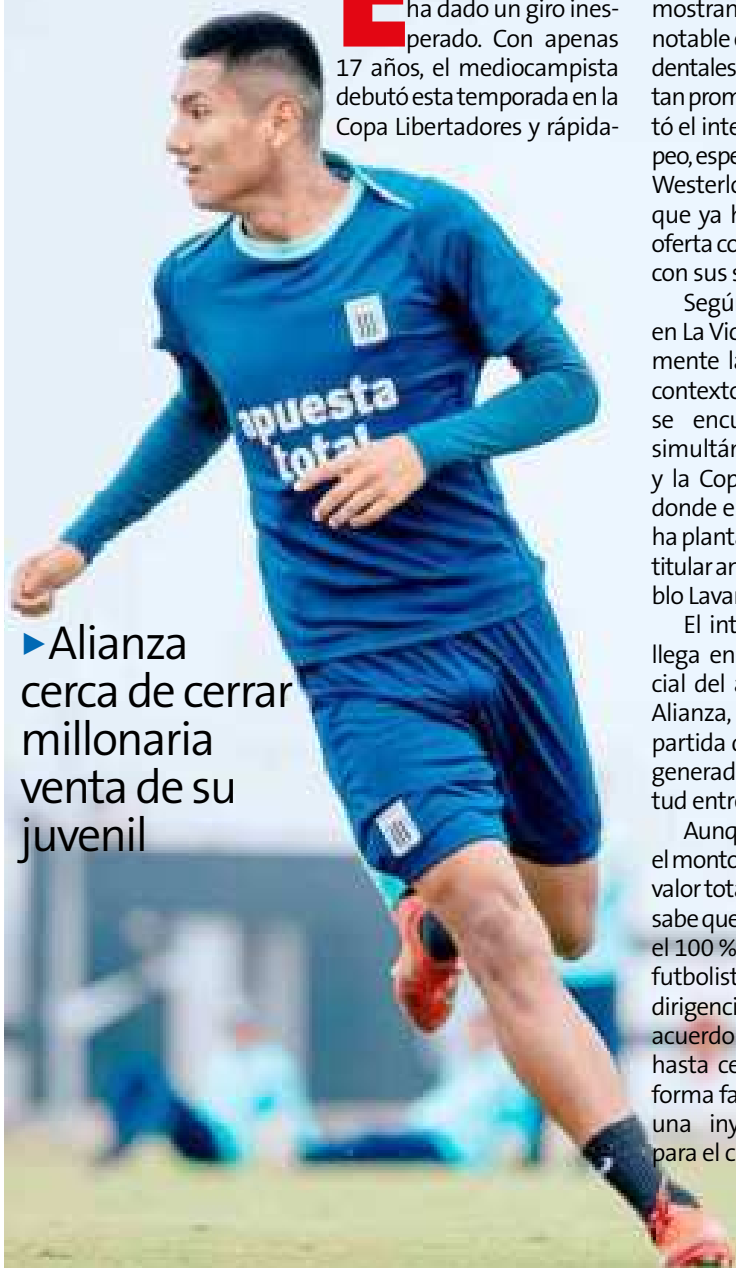 E
ha dado un giro ines-
perado. Con apenas
17 años, el mediocampista
debutó esta temporada en la
Copa Libertadores y rápida-
mostran
notable
dentales
tan prom
tó el inte
peo, espe
Westerlo
que ya h
oferta co
con sus s
Segú
en La Vic
mente la
contexto
se encu
simultán
y la Cop
donde e
ha planta
titular an
blo Lavan
El int
llega en
cial del a
Alianza,
partida d
generad
tud entre
Aunq
el monto
valor tota
sabe que
el 100 %
futbolist
dirigenci
acuerdo
hasta ce
forma fa
una iny
para el c
apuesta
total
►Alianza
cerca de cerrar
millonaria
venta de su
juvenil